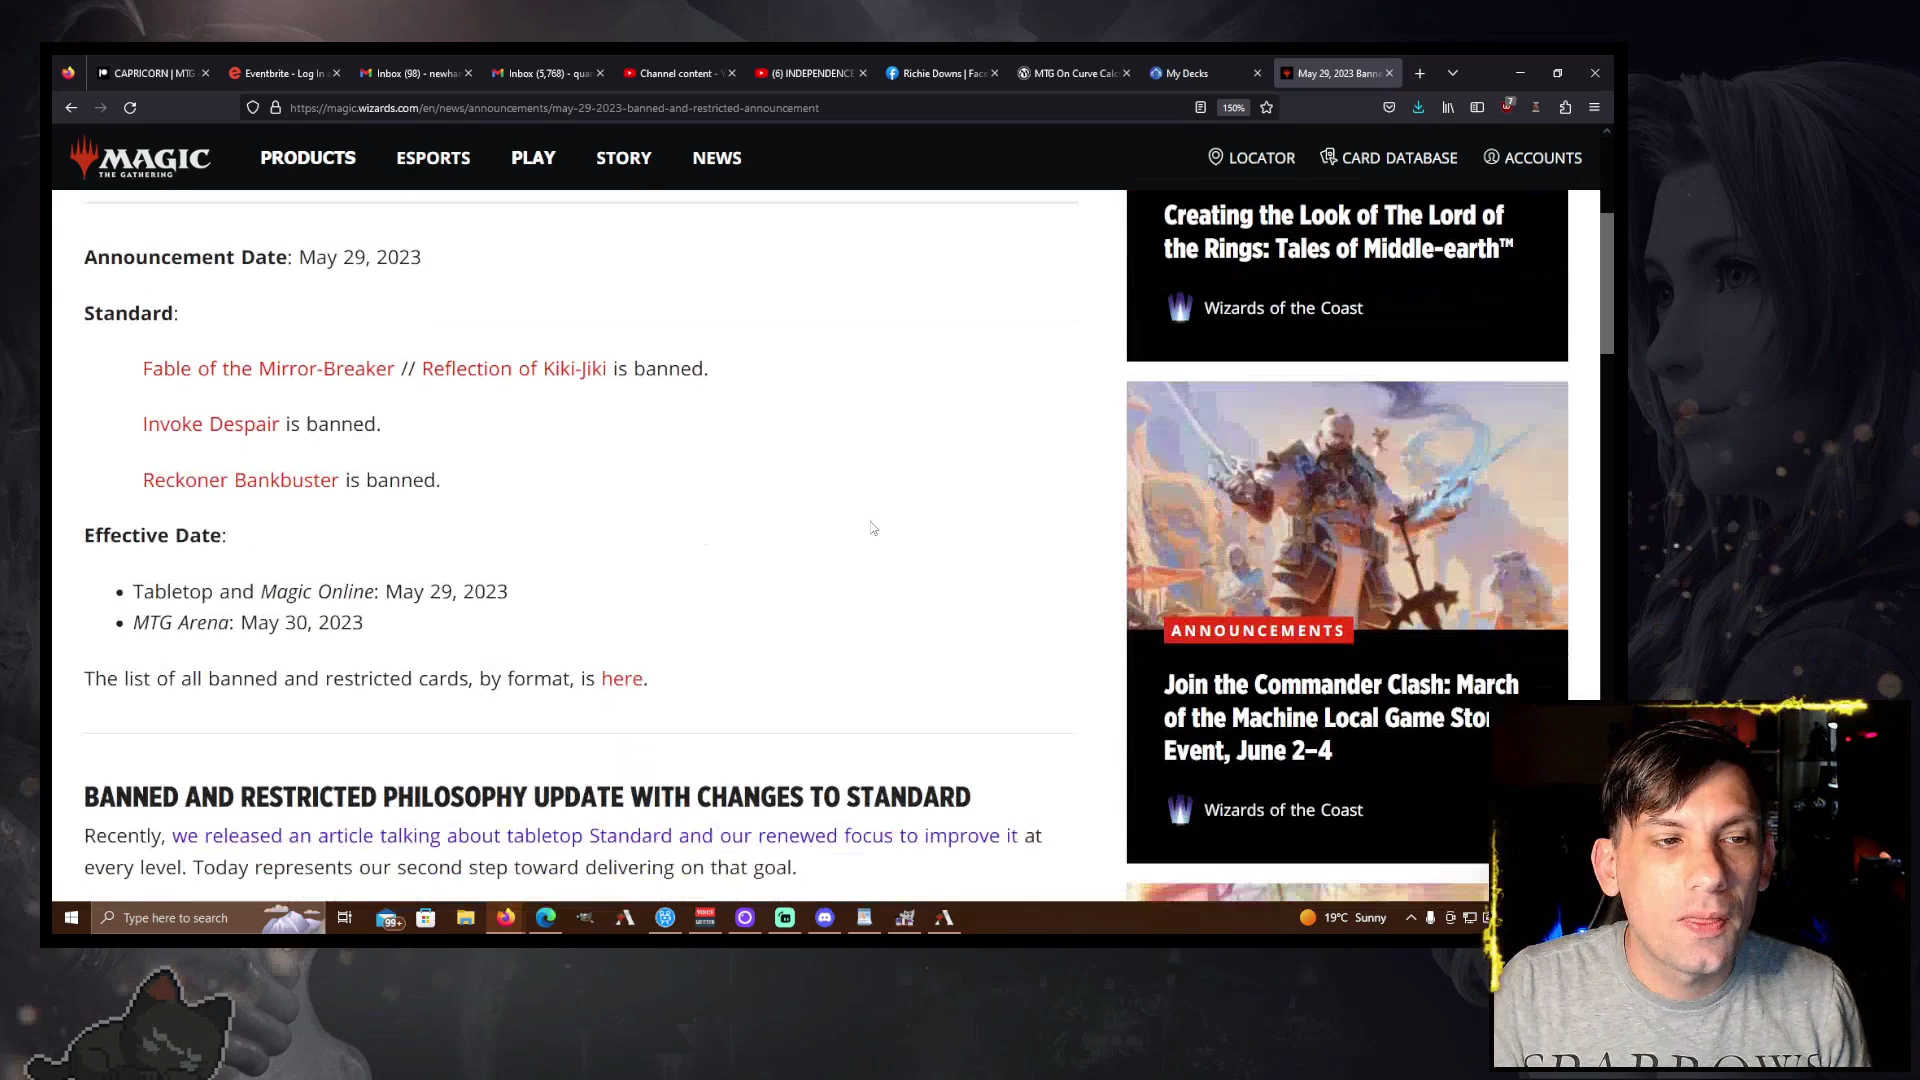 CAPRICORN | MTG
Eventbrite - Log In
Inbox (98) - newhar
Inbox (5,768) - qua
Channel content -
(6) INDEPENDENCE
Richie Downs | Face
MTG On Curve Calc
My Decks
May 29, 2023 Banne
https://magic.wizards.com/en/news/announcements/may-29-2023-banned-and-restricted-announcement
150%
7
MAGIC
THE GATHERING
PRODUCTS
ESPORTS
PLAY
STORY
NEWS
LOCATOR
CARD DATABASE
ACCOUNTS
Announcement Date: May 29, 2023
Standard:
Fable of the Mirror-Breaker // Reflection of Kiki-Jiki is banned.
Invoke Despair is banned.
Reckoner Bankbuster is banned.
Effective Date:
• Tabletop and Magic Online: May 29, 2023
• MTG Arena: May 30, 2023
The list of all banned and restricted cards, by format, is here.
BANNED AND RESTRICTED PHILOSOPHY UPDATE WITH CHANGES TO STANDARD
Recently, we released an article talking about tabletop Standard and our renewed focus to improve it at
every level. Today represents our second step toward delivering on that goal.
Creating the Look of The Lord of
the Rings: Tales of Middle-earth™
Wizards of the Coast
ANNOUNCEMENTS
Join the Commander Clash: March
of the Machine Local Game Sto
Event, June 2–4
Wizards of the Coast
Type here to search
99+
19°C Sunny
SPARROWS